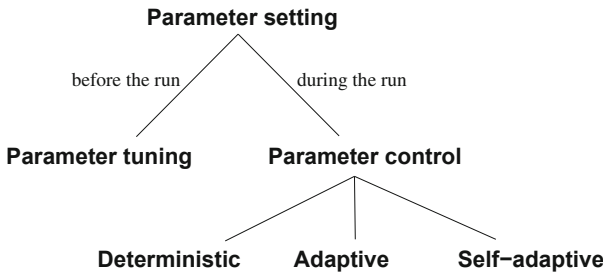 Parameter setting
before the run
during the run
Parameter tuning
Parameter control
Deterministic
Adaptive
Self−adaptive